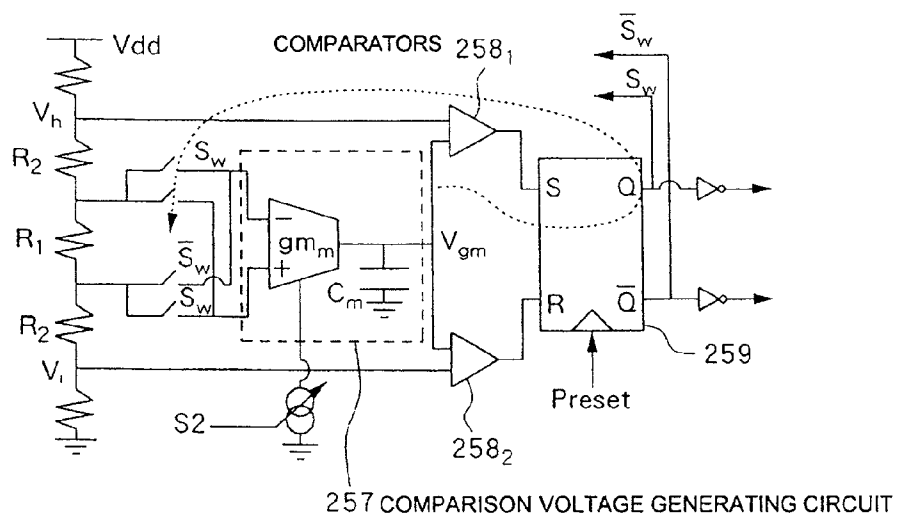 Vdd
COMPARATORS
258₁
S̅w
Sw
Vh
R2
Sw
S
Q
R1
−
gmm
+
Vgm
S̅w
Sw
Cm
R
Q̅
R2
259
Vl
Preset
S2
258₂
257 COMPARISON VOLTAGE GENERATING CIRCUIT